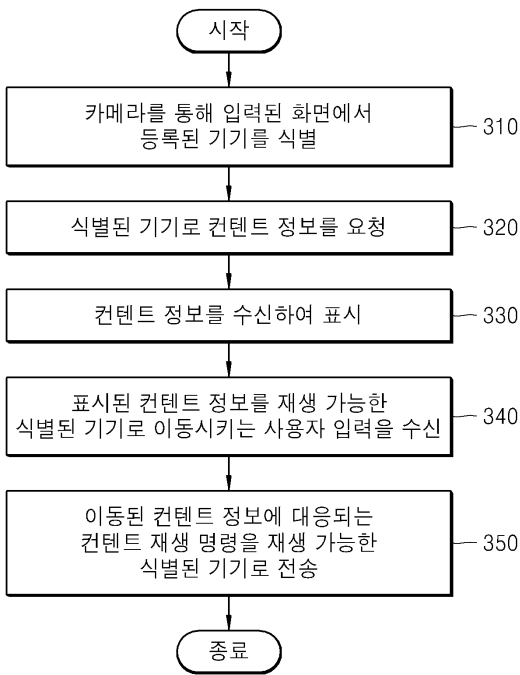 시작
카메라를 통해 입력된 화면에서
등록된 기기를 식별
310
식별된 기기로 컨텐트 정보를 요청
320
컨텐트 정보를 수신하여 표시
330
표시된 컨텐트 정보를 재생 가능한
식별된 기기로 이동시키는 사용자 입력을 수신
340
이동된 컨텐트 정보에 대응되는
컨텐트 재생 명령을 재생 가능한
식별된 기기로 전송
350
종료